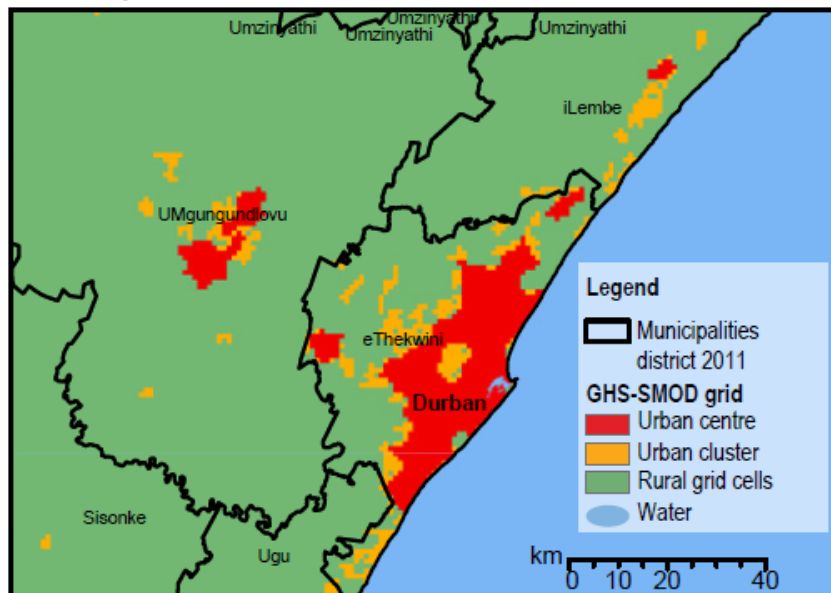 Umzinyathi
Umzinyathi
Umzinyathi
Umzinyathi
iLembe
UMgungundlovu
eThekwini
Durban
Sisonke
Ugu
Legend
Municipalities
district 2011
GHS-SMOD grid
Urban centre
Urban cluster
Rural grid cells
Water
km
0 10 20 40